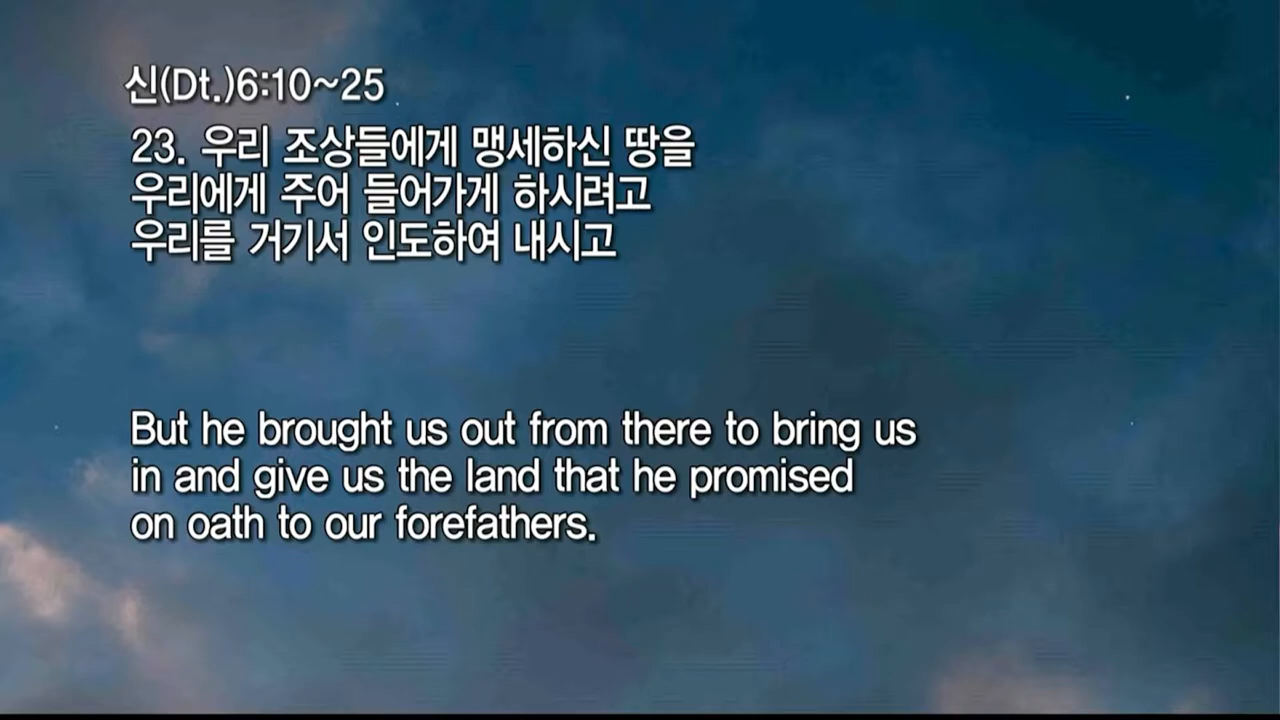 신(Dt.)6:10~25
23. 우리 조상들에게 맹세하신 땅을
우리에게 주어 들어가게 하시려고
우리를 거기서 인도하여 내시고
But he brought us out from there to bring us
in and give us the land that he promised
on oath to our forefathers.